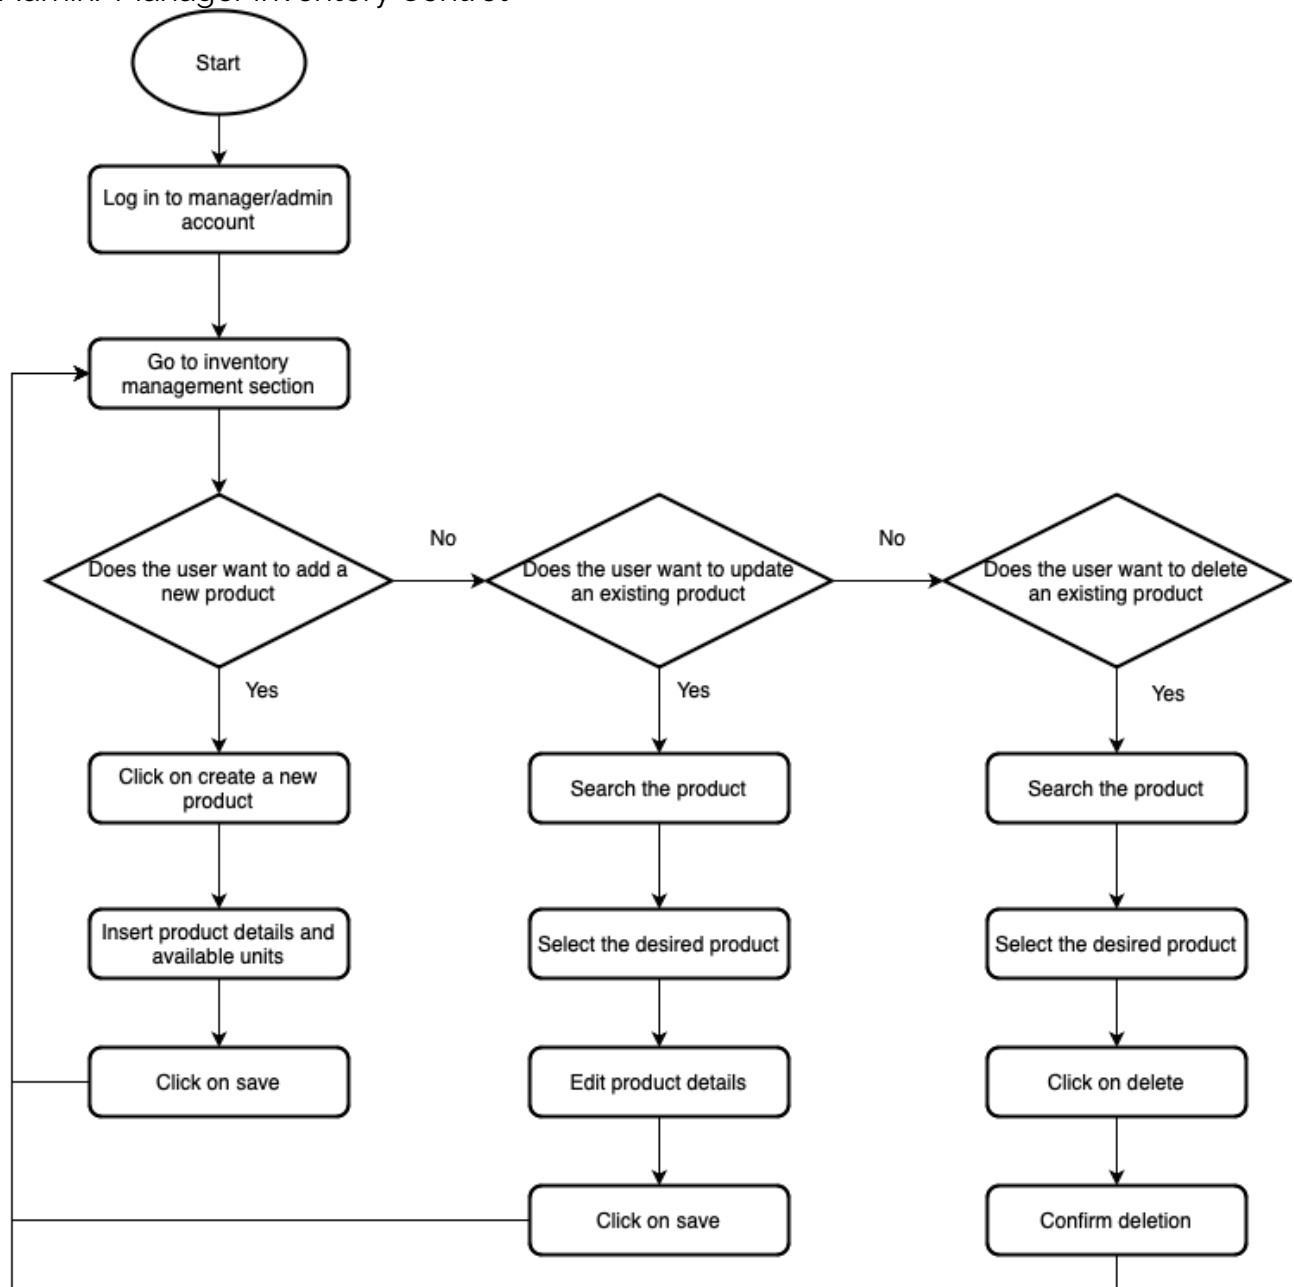 Admin/Manager Inventory Control
Start
Log in to manager/admin
account
Go to inventory
management section
Does the user want to add a
new product
No
Does the user want to update
an existing product
No
Does the user want to delete
an existing product
Yes
Yes
Yes
Click on create a new
product
Search the product
Search the product
Insert product details and
available units
Select the desired product
Select the desired product
Click on save
Edit product details
Click on delete
Click on save
Confirm deletion